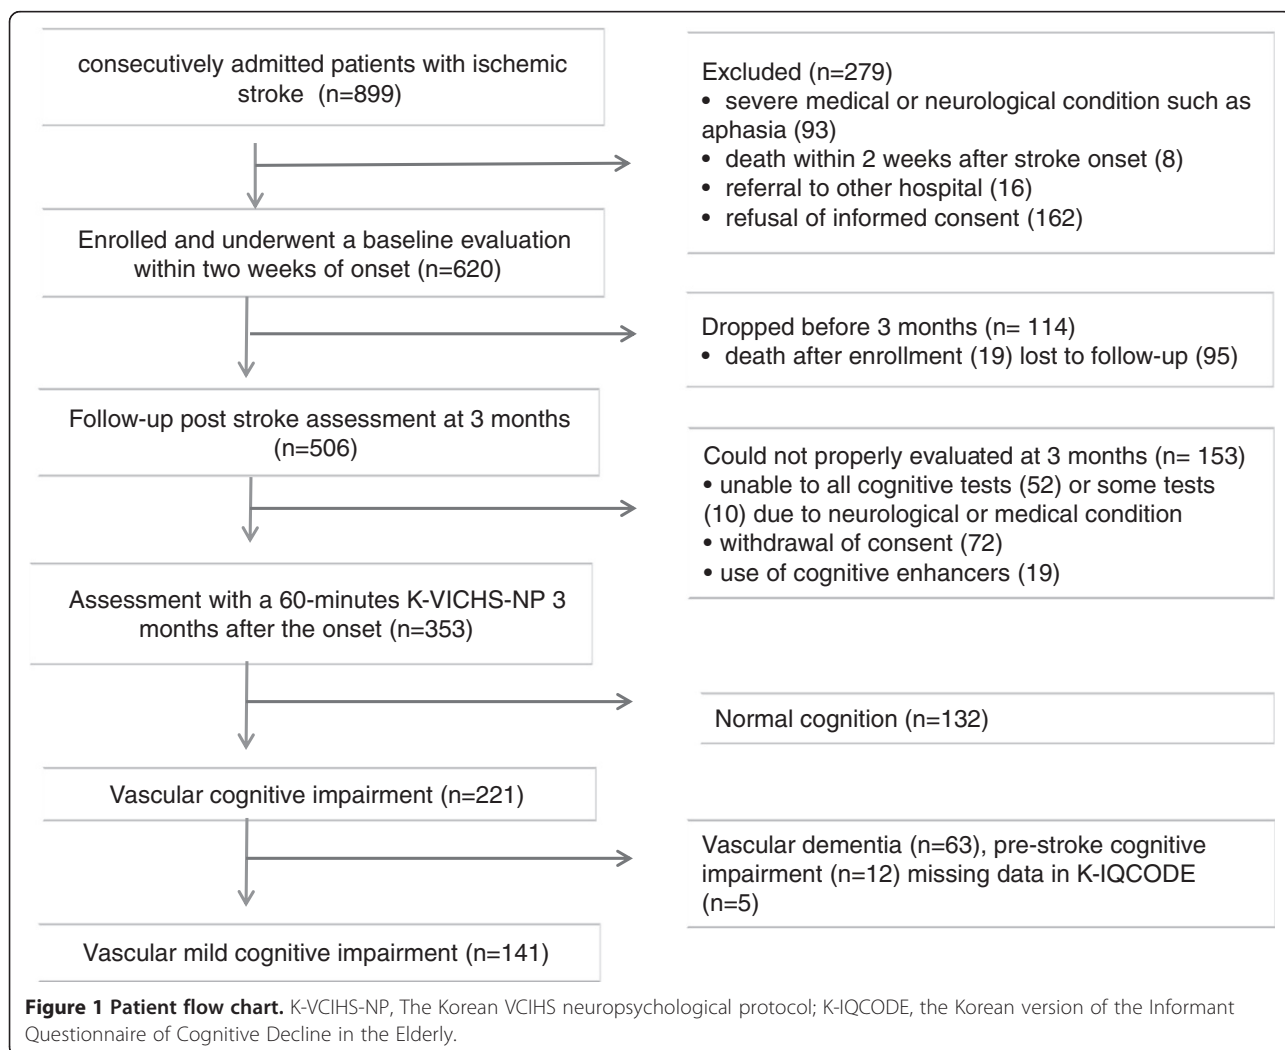 consecutively admitted patients with ischemic
stroke (n=899)
Excluded (n=279)
• severe medical or neurological condition such as
aphasia (93)
• death within 2 weeks after stroke onset (8)
• referral to other hospital (16)
• refusal of informed consent (162)
Enrolled and underwent a baseline evaluation
within two weeks of onset (n=620)
Dropped before 3 months (n= 114)
• death after enrollment (19) lost to follow-up (95)
Follow-up post stroke assessment at 3 months
(n=506)
Could not properly evaluated at 3 months (n= 153)
• unable to all cognitive tests (52) or some tests
(10) due to neurological or medical condition
• withdrawal of consent (72)
• use of cognitive enhancers (19)
Assessment with a 60-minutes K-VICHS-NP 3
months after the onset (n=353)
Normal cognition (n=132)
Vascular cognitive impairment (n=221)
Vascular dementia (n=63), pre-stroke cognitive
impairment (n=12) missing data in K-IQCODE
(n=5)
Vascular mild cognitive impairment (n=141)
Figure 1 Patient flow chart. K-VCIHS-NP, The Korean VCIHS neuropsychological protocol; K-IQCODE, the Korean version of the Informant
Questionnaire of Cognitive Decline in the Elderly.